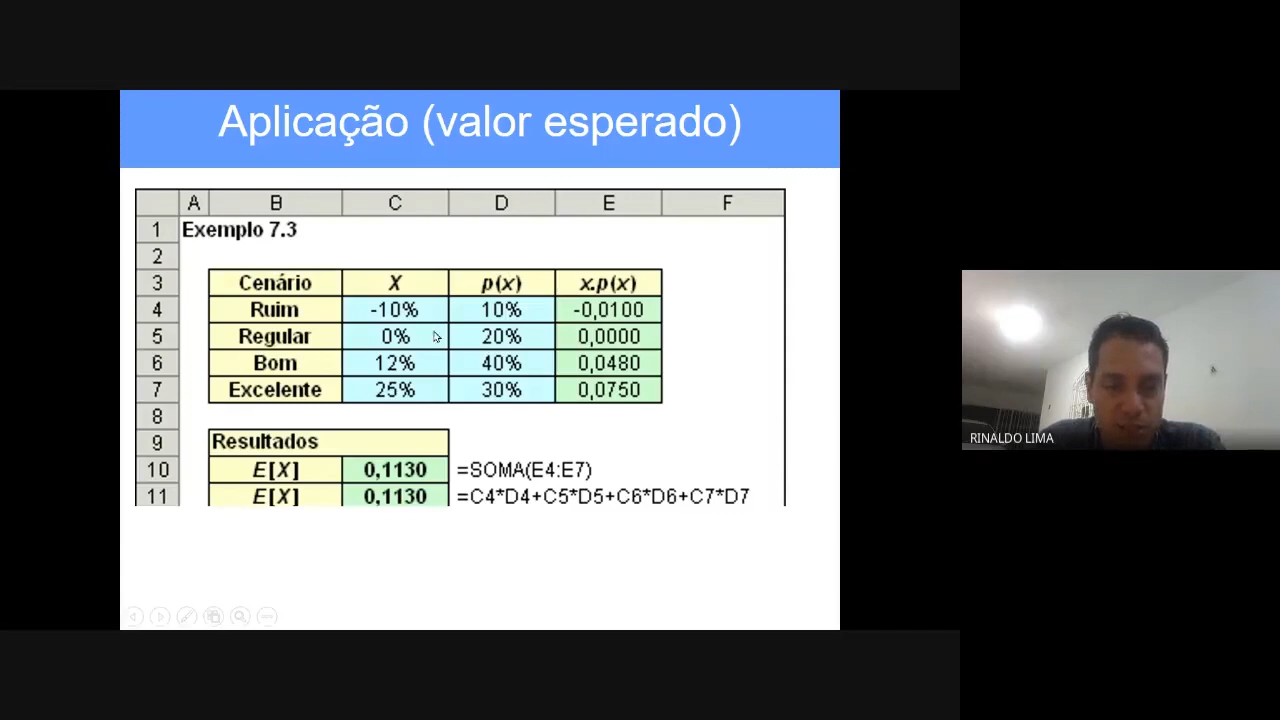 Aplicação (valor esperado)
A B C D E F
1 Exemplo 7.3
2
3 Cenário X p(x) x.p(x)
4 Ruim -10% 10% -0,0100
5 Regular 0% 20% 0,0000
6 Bom 12% 40% 0,0480
7 Excelente 25% 30% 0,0750
8
9 Resultados
10 E[X] 0,1130 =SOMA(E4:E7)
11 E[X] 0,1130 =C4*D4+C5*D5+C6*D6+C7*D7
RINALDO LIMA